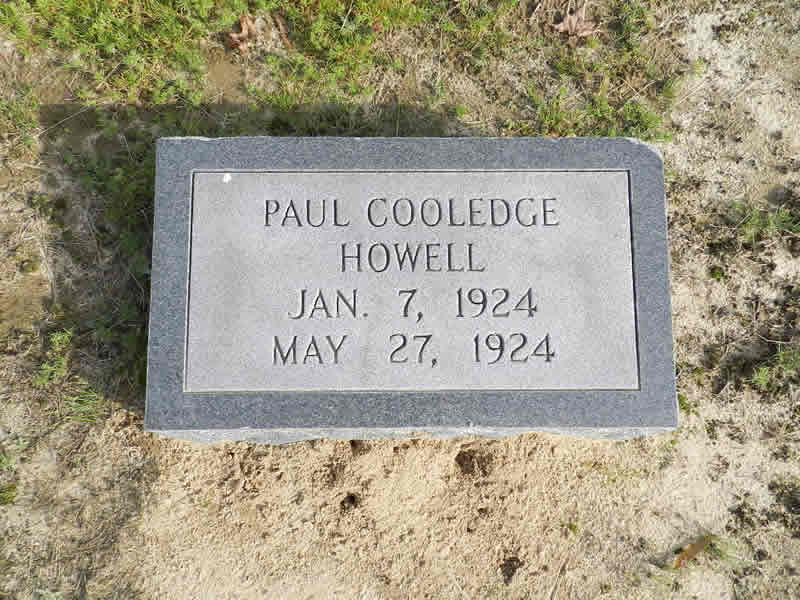 PAUL COOLEDGE
HOWELL
JAN. 7, 1924
MAY 27, 1924